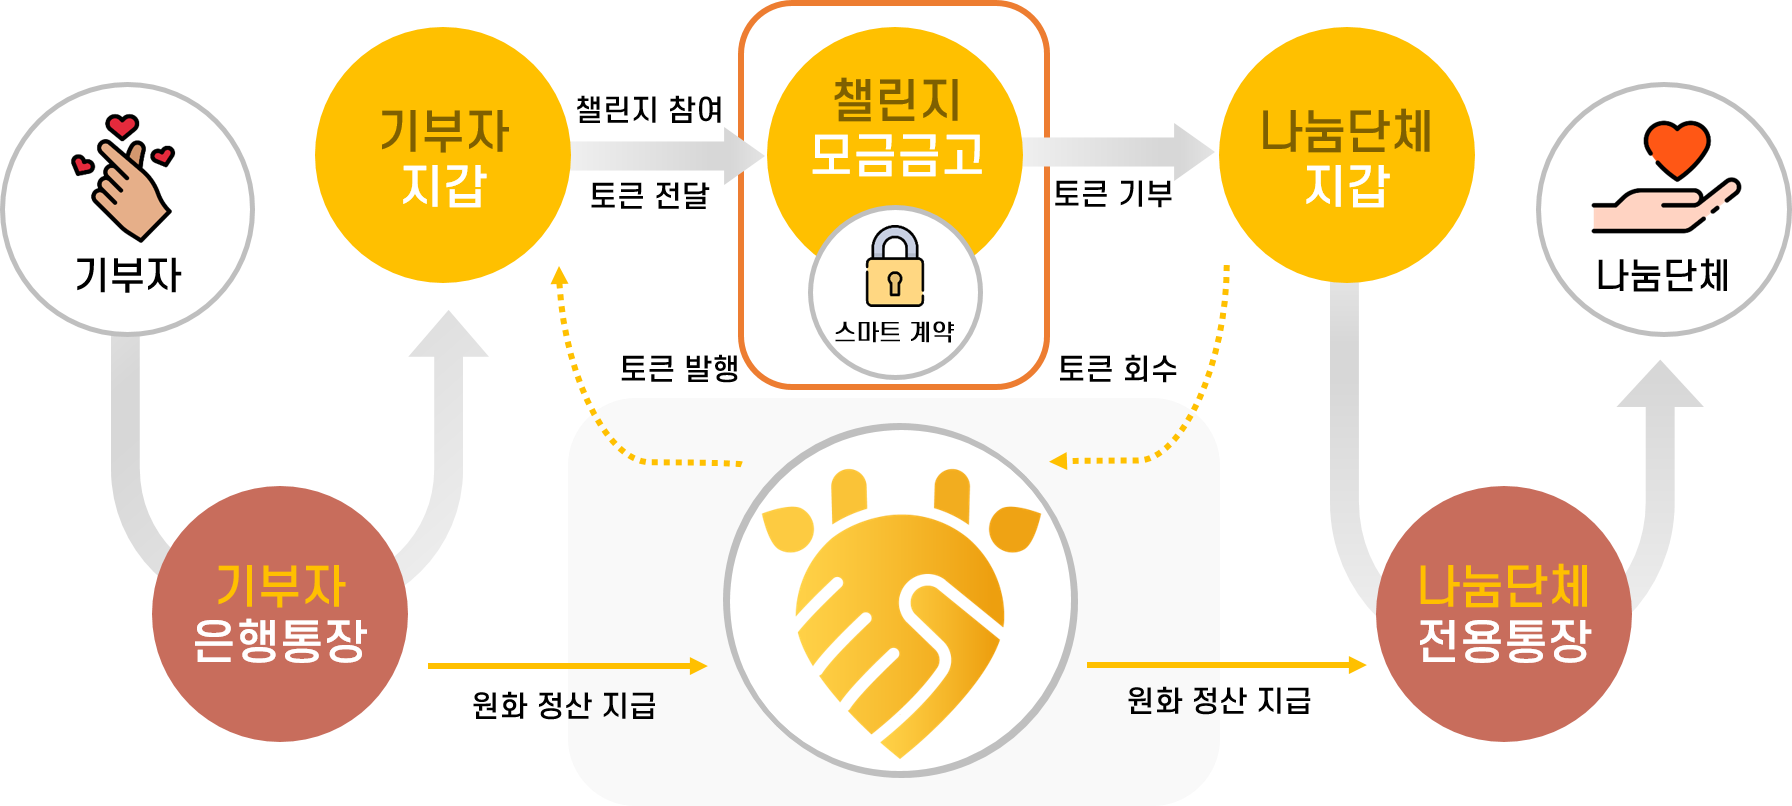 기부자
기부자
지갑
챌린지 참여
토큰 전달
챌린지
모금금고
스마트 계약
토큰 기부
나눔단체
지갑
나눔단체
토큰 발행
토큰 회수
기부자
은행통장
원화 정산 지급
원화 정산 지급
나눔단체
전용통장